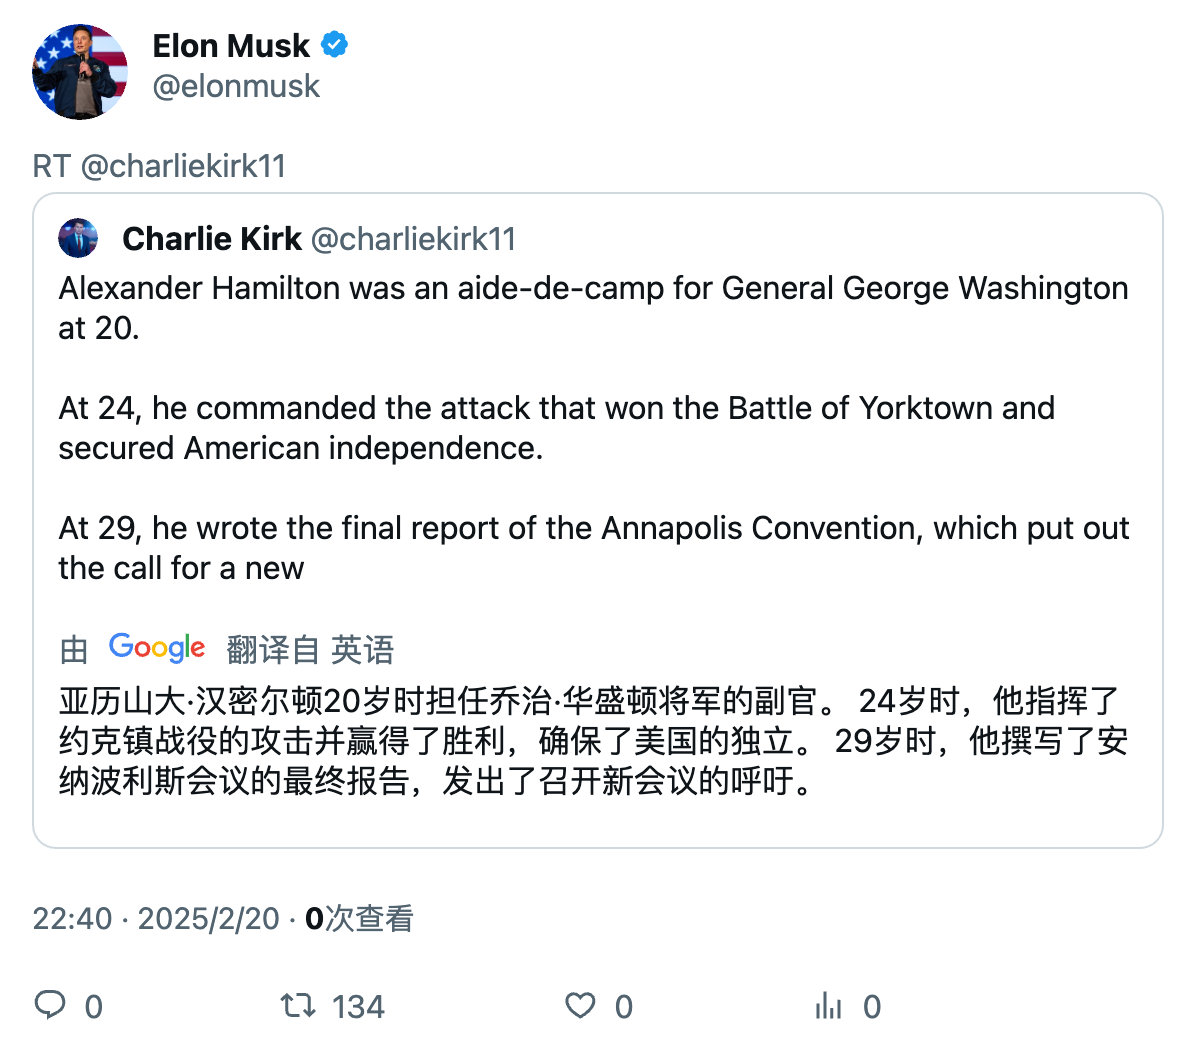 Elon Musk
@elonmusk
RT @charliekirk11
Charlie Kirk @charliekirk11
Alexander Hamilton was an aide-de-camp for General George Washington
at 20.
At 24, he commanded the attack that won the Battle of Yorktown and
secured American independence.
At 29, he wrote the final report of the Annapolis Convention, which put out
the call for a new
由 Google 翻译自 英语
亚历山大·汉密尔顿20岁时担任乔治·华盛顿将军的副官。 24岁时，他指挥了
约克镇战役的攻击并赢得了胜利，确保了美国的独立。 29岁时，他撰写了安
纳波利斯会议的最终报告，发出了召开新会议的呼吁。
22:40 · 2025/2/20 · 0次查看
0 134 0 0